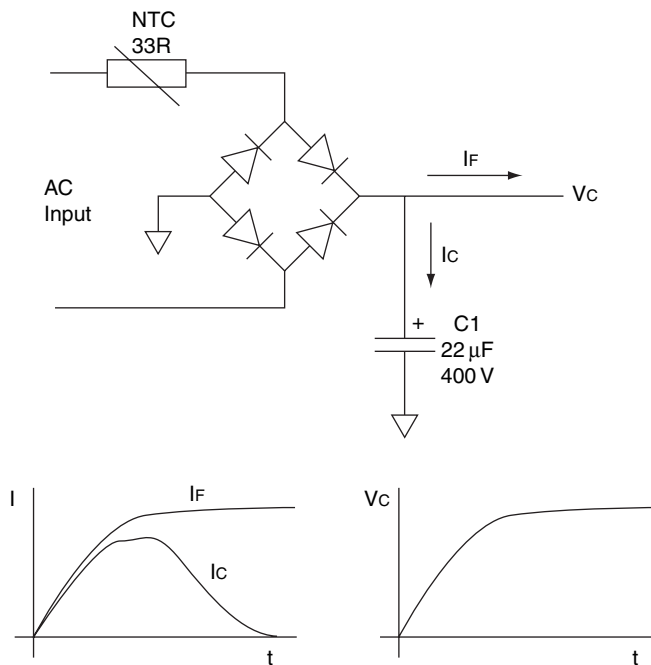 NTC
33R
AC
Input
IF
VC
IC
+
C1
22 µF
400 V
I
IF
IC
t
VC
t